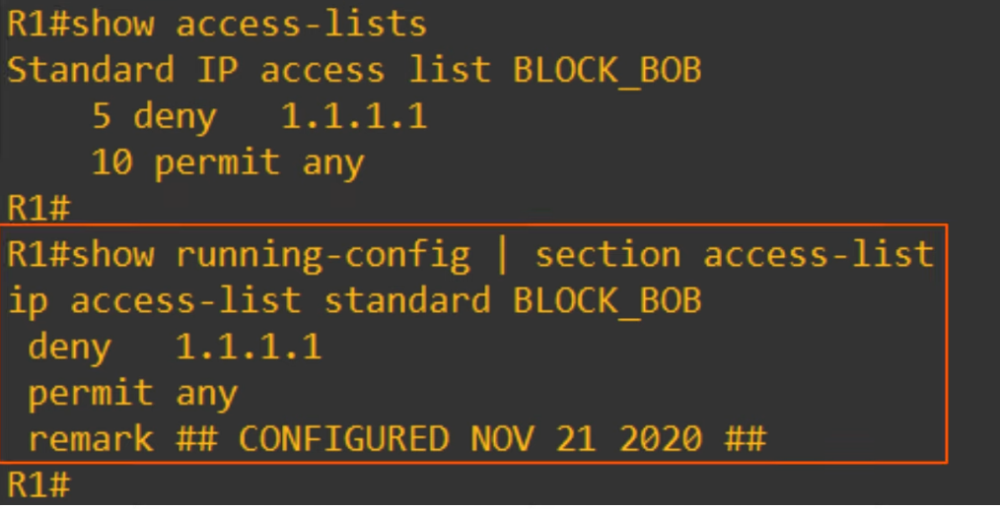 R1#show access-lists
Standard IP access list BLOCK_BOB
    5 deny   1.1.1.1
    10 permit any
R1#
R1#show running-config | section access-list
ip access-list standard BLOCK_BOB
 deny   1.1.1.1
 permit any
 remark ## CONFIGURED NOV 21 2020 ##
R1#